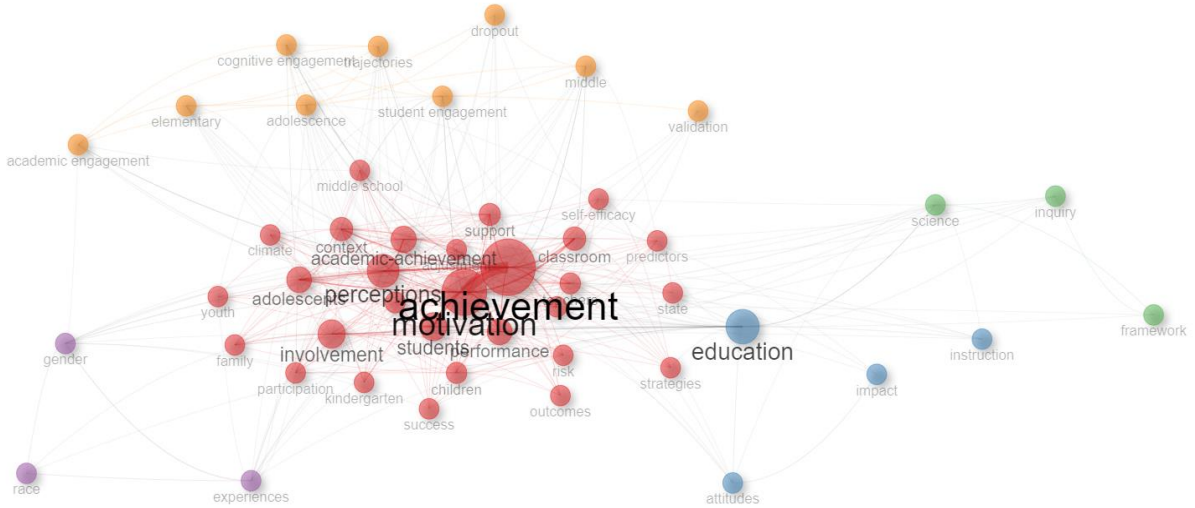 dropout
cognitive engagement
trajectories
middle
elementary
adolescence
student engagement
validation
academic engagement
middle school
self-efficacy
science
inquiry
climate
context
support
classroom
predictors
academic-achievement
adolescents
perceptions
achievement
state
youth
motivation
framework
gender
family
involvement
students
performance
education
instruction
risk
participation
kindergarten
children
strategies
impact
outcomes
success
race
experiences
attitudes